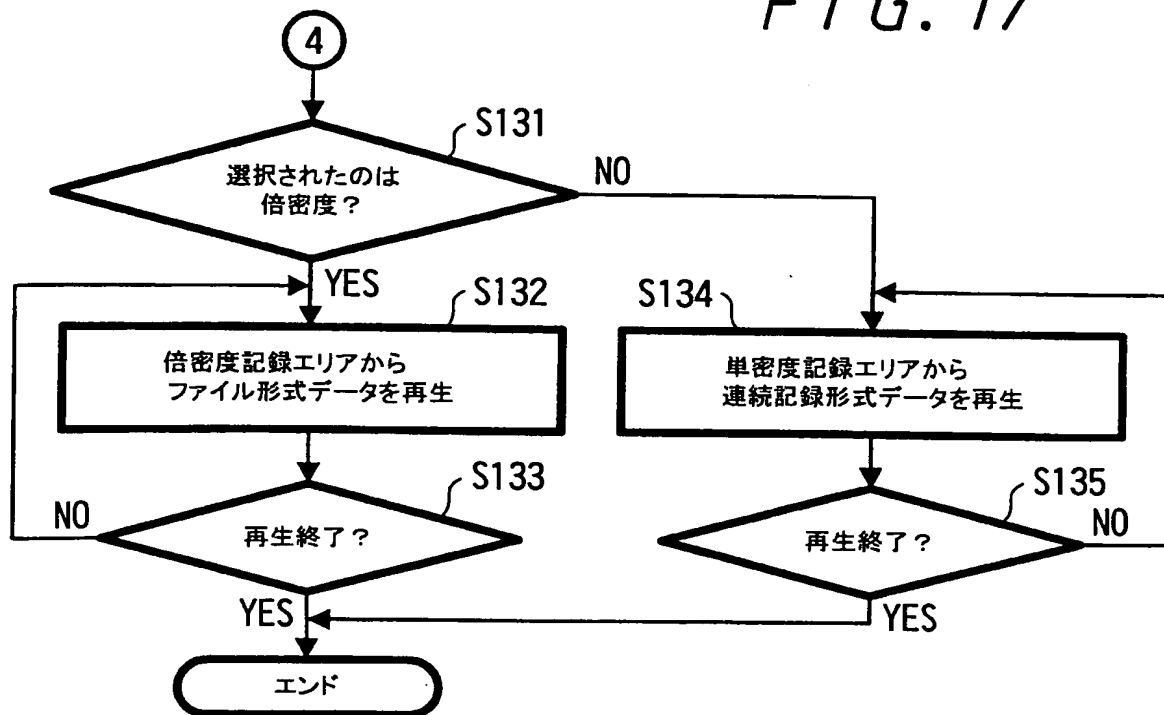 FIG. 17
4
S131
選択されたのは
倍密度？
NO
YES
S132
倍密度記録エリアから
ファイル形式データを再生
S134
単密度記録エリアから
連続記録形式データを再生
S133
再生終了？
NO
YES
S135
再生終了？
NO
YES
エンド